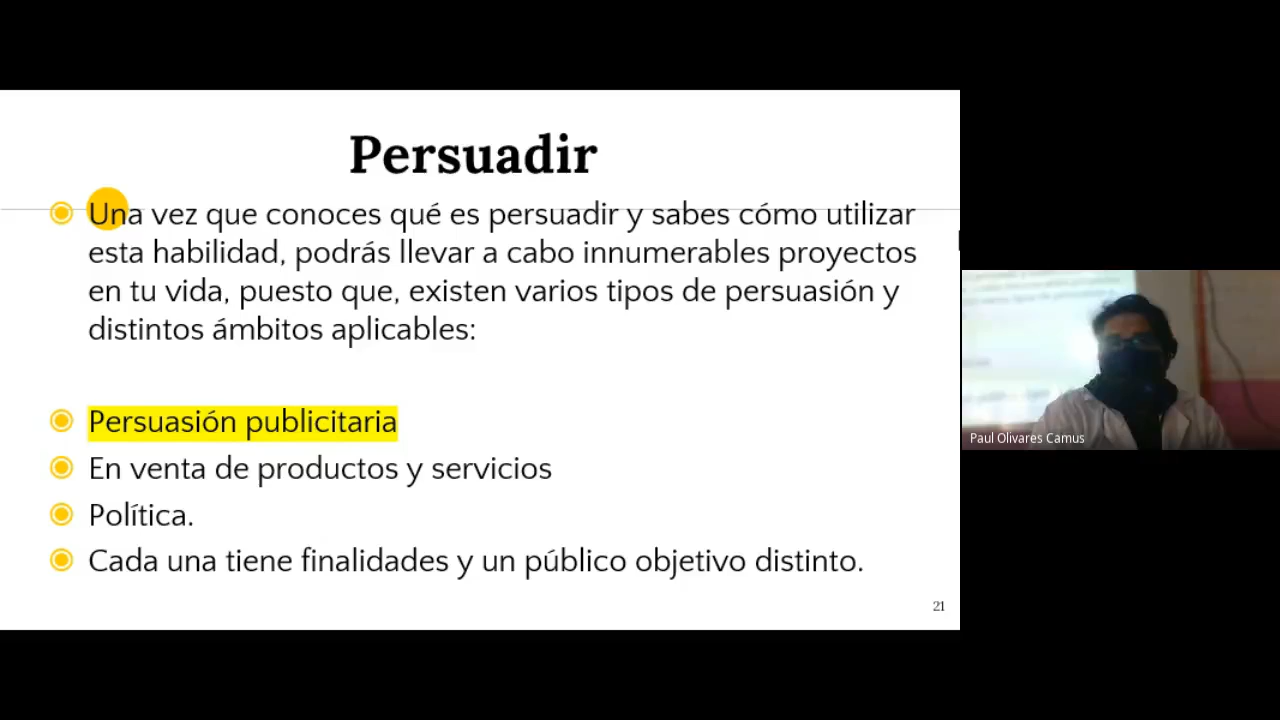 Persuadir
Una vez que conoces qué es persuadir y sabes cómo utilizar
esta habilidad, podrás llevar a cabo innumerables proyectos
en tu vida, puesto que, existen varios tipos de persuasión y
distintos ámbitos aplicables:
Persuasión publicitaria
En venta de productos y servicios
Política.
Cada una tiene finalidades y un público objetivo distinto.
21
Paul Olivares Camus